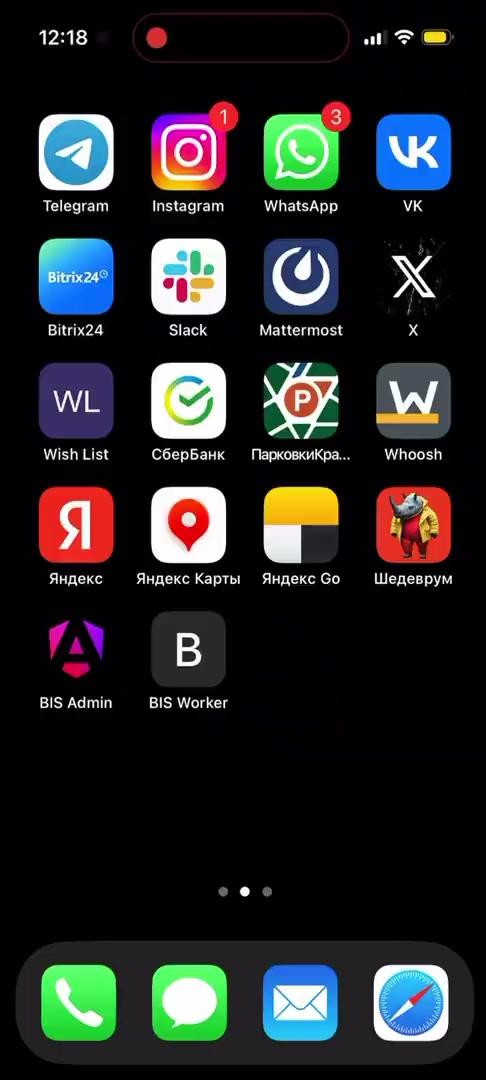 12:18
1
3
Telegram
Instagram
WhatsApp
VK
Bitrix24
Bitrix24
Slack
Mattermost
X
WL
P
W
Wish List
СберБанк
ПарковкиКра...
Whoosh
Я
Яндекс
Яндекс Карты
Яндекс Go
Шедеврум
B
BIS Admin
BIS Worker